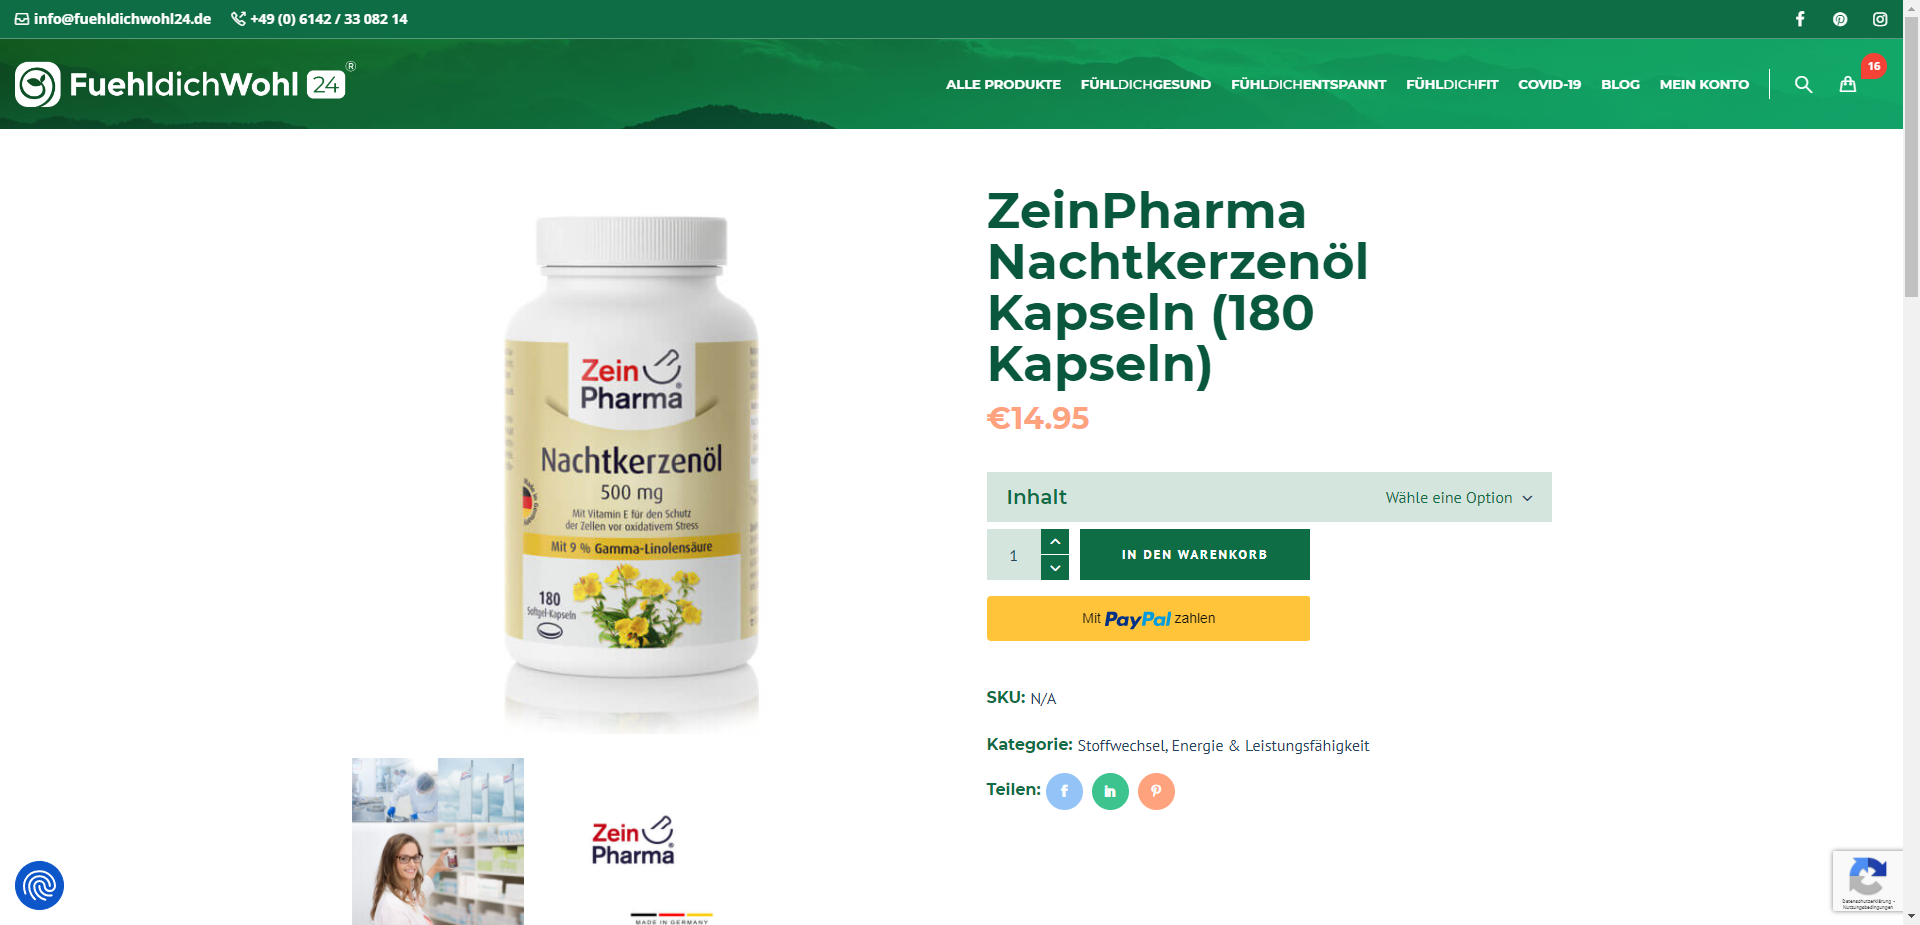 info@fuehldichwohl24.de +49 (0) 6142 / 33 082 14
FuehldichWohl 24 ®
ALLE PRODUKTE FÜHLDICHGESUND FÜHLDICHENTSPANNT FÜHLDICHFIT COVID-19 BLOG MEIN KONTO 16
Zein
Pharma®
Nachtkerzenöl
500 mg
Mit Vitamin E für den Schutz
der Zellen vor oxidativem Stress
Mit 9 % Gamma-Linolensäure
180
Softgel-Kapseln
Made in Germany
ZeinPharma
Nachtkerzenöl
Kapseln (180
Kapseln)
€14.95
Inhalt Wähle eine Option
1 IN DEN WARENKORB
Mit PayPal zahlen
SKU: N/A
Kategorie: Stoffwechsel, Energie & Leistungsfähigkeit
Teilen:
Zein
Pharma
MADE IN GERMANY
Datenschutzerklärung -
Nutzungsbedingungen